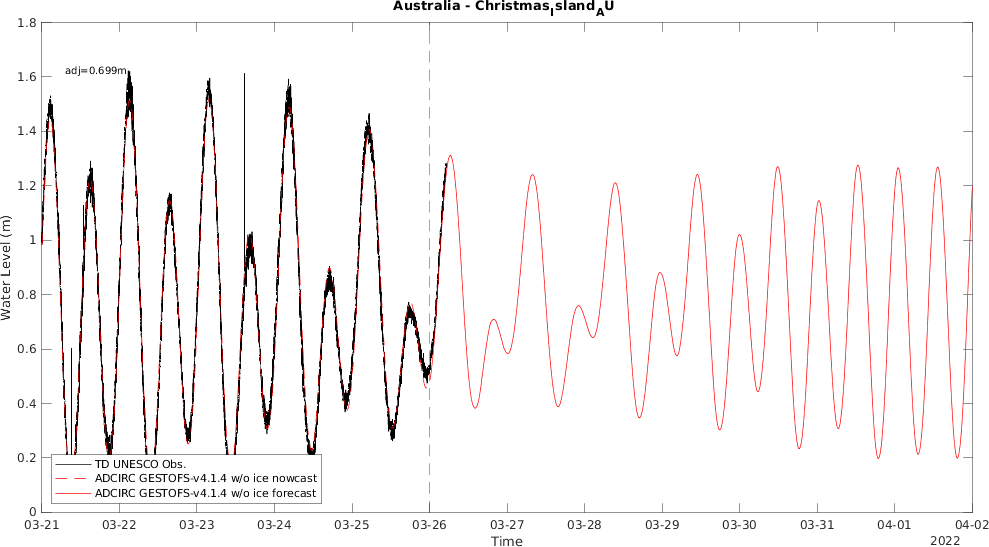 Australia - ChristmasIslandAU
adj=0.699m
Water Level (m)
1.8
1.6
1.4
1.2
1
0.8
0.6
0.4
0.2
0
TD UNESCO Obs.
ADCIRC GESTOFS-v4.1.4 w/o ice nowcast
ADCIRC GESTOFS-v4.1.4 w/o ice forecast
03-21 03-22 03-23 03-24 03-25 03-26 03-27 03-28 03-29 03-30 03-31 04-01 04-02
Time
2022